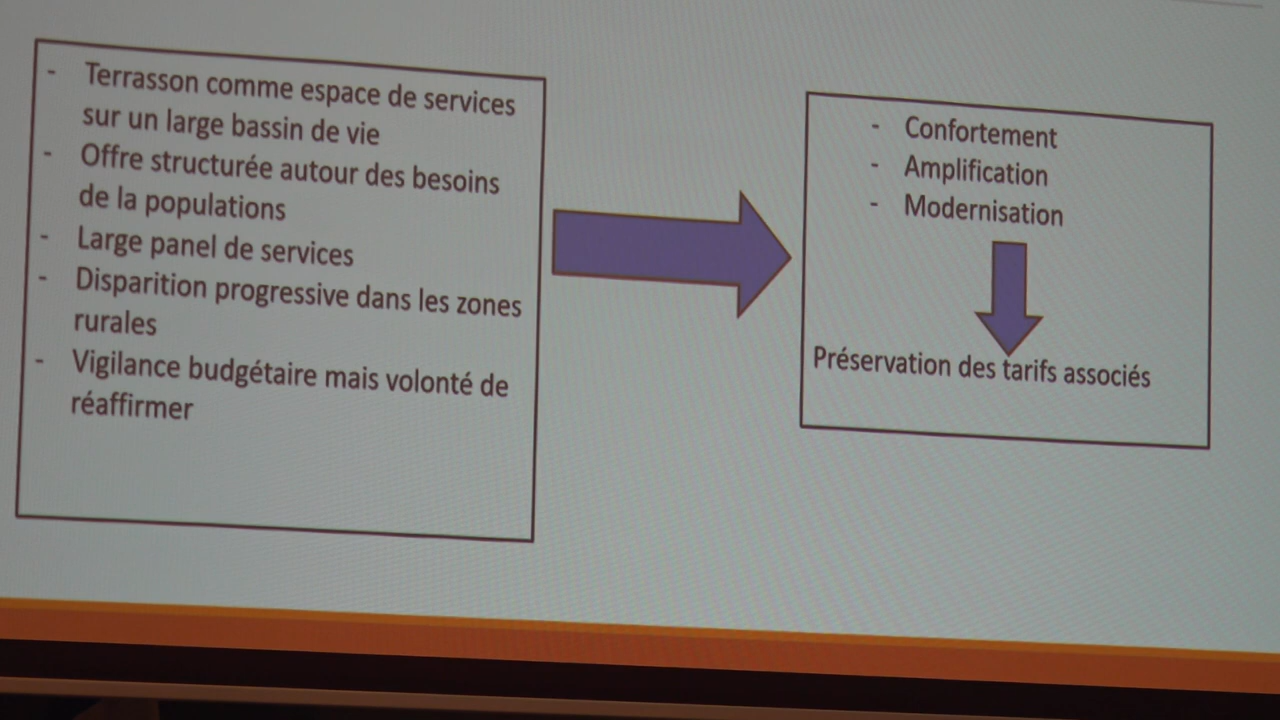 - Terrasson comme espace de services
sur un large bassin de vie
- Offre structurée autour des besoins
de la populations
- Large panel de services
- Disparition progressive dans les zones
rurales
- Vigilance budgétaire mais volonté de
réaffirmer
- Confortement
- Amplification
- Modernisation
Préservation des tarifs associés